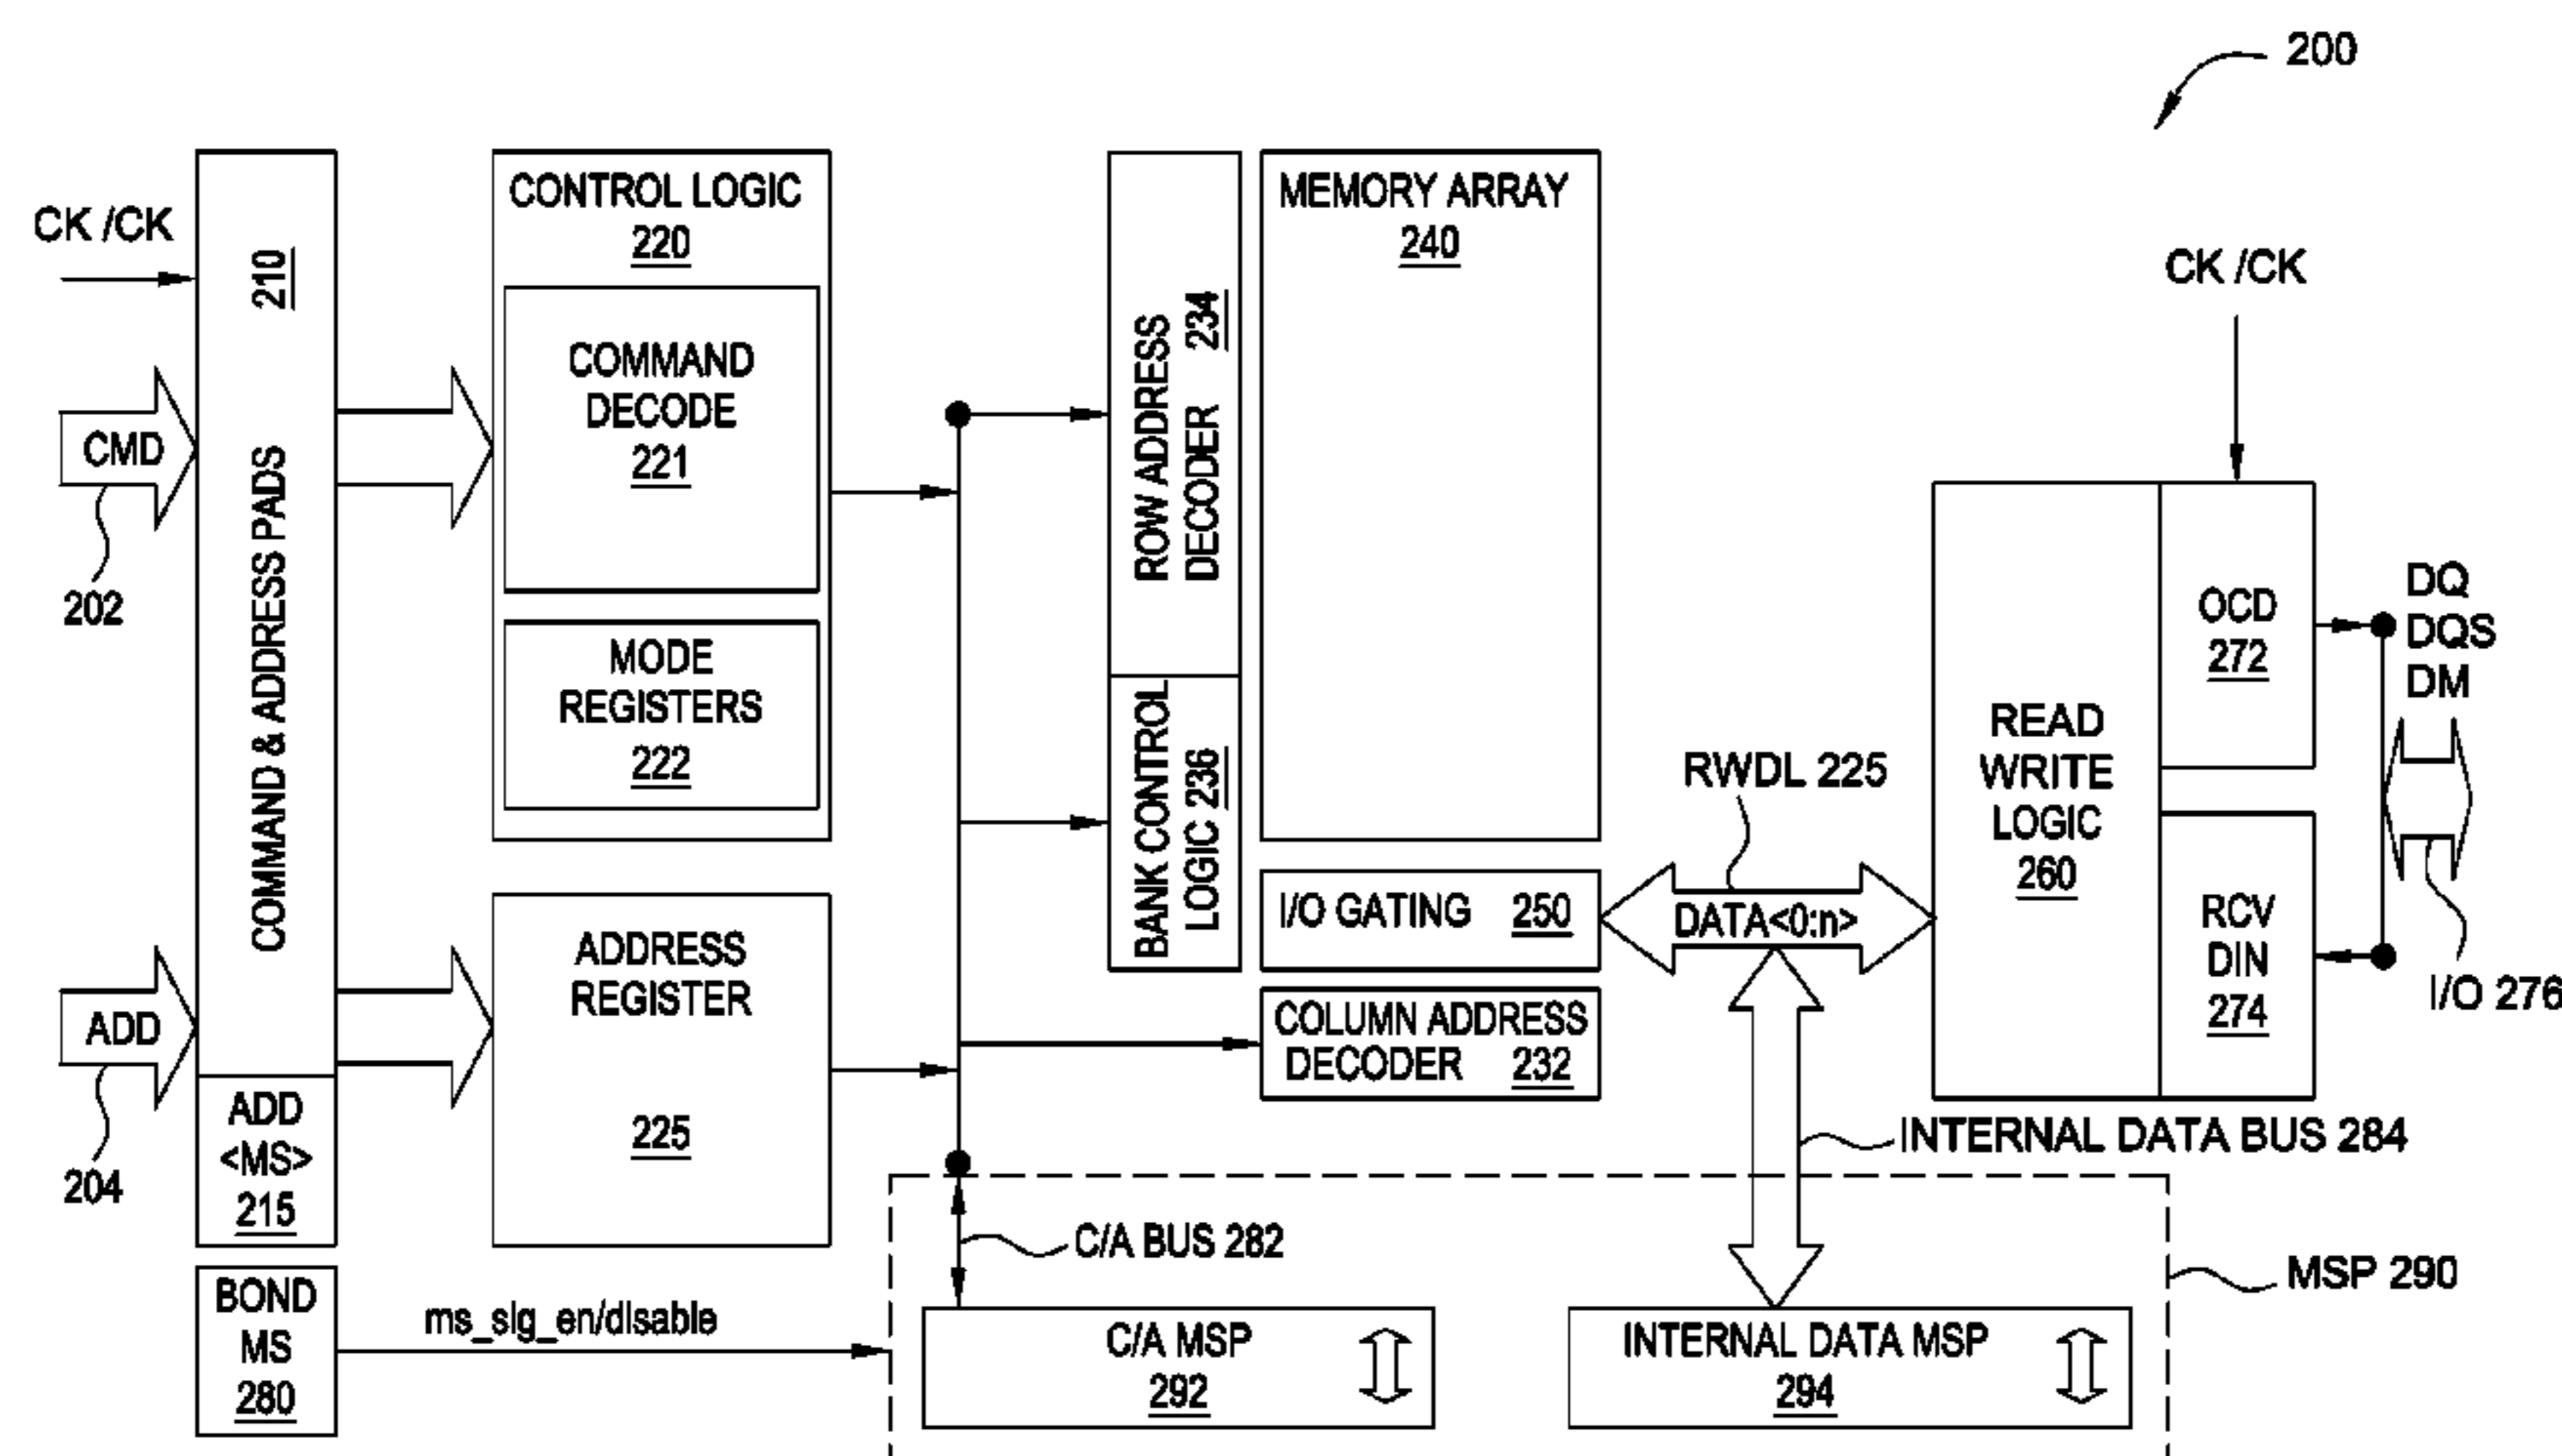 200
CK /CK
210
COMMAND & ADDRESS PADS
CMD
202
ADD
204
ADD
<MS>
215
BOND
MS
280
ms_sig_en/disable
CONTROL LOGIC
220
COMMAND
DECODE
221
MODE
REGISTERS
222
ADDRESS
REGISTER
225
ROW ADDRESS
DECODER 234
BANK CONTROL
LOGIC 236
MEMORY ARRAY
240
I/O GATING 250
COLUMN ADDRESS
DECODER 232
RWDL 225
DATA<0:n>
CK /CK
READ
WRITE
LOGIC
260
OCD
272
RCV
DIN
274
DQ
DQS
DM
I/O 276
INTERNAL DATA BUS 284
C/A BUS 282
MSP 290
C/A MSP
292
INTERNAL DATA MSP
294